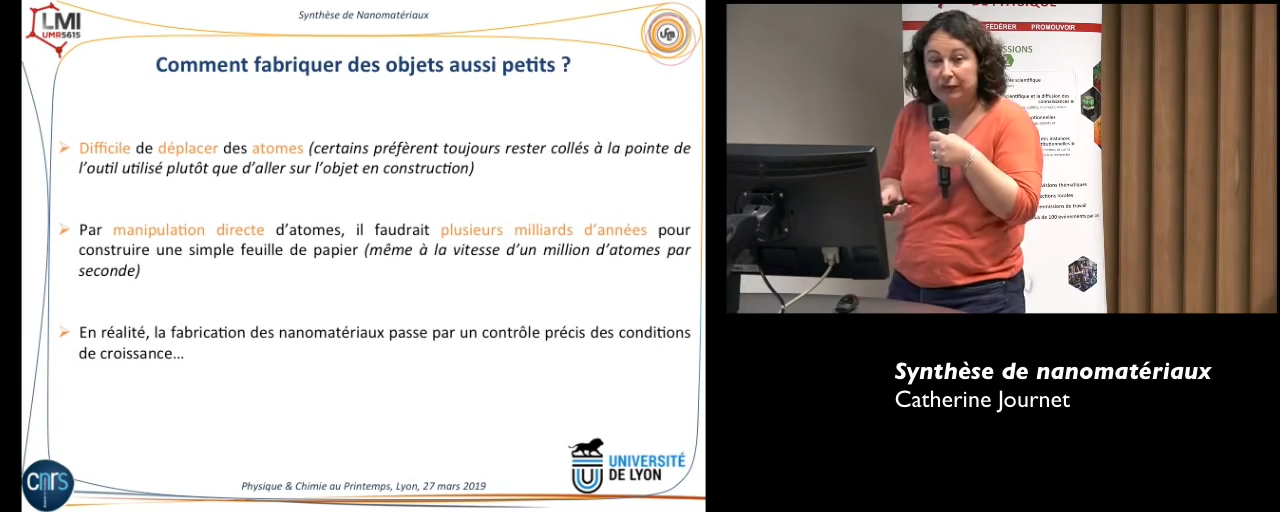 LMI
UMR5615
Synthèse de Nanomatériaux
Comment fabriquer des objets aussi petits ?
Difficile de déplacer des atomes (certains préfèrent toujours rester collés à la pointe de
l'outil utilisé plutôt que d'aller sur l'objet en construction)
Par manipulation directe d'atomes, il faudrait plusieurs milliards d'années pour
construire une simple feuille de papier (même à la vitesse d'un million d'atomes par
seconde)
En réalité, la fabrication des nanomatériaux passe par un contrôle précis des conditions
de croissance…
cnrs
Physique & Chimie au Printemps, Lyon, 27 mars 2019
UNIVERSITÉ
DE LYON
FÉDÉRER PROMOUVOIR
connaissances
Synthèse de nanomatériaux
Catherine Journet